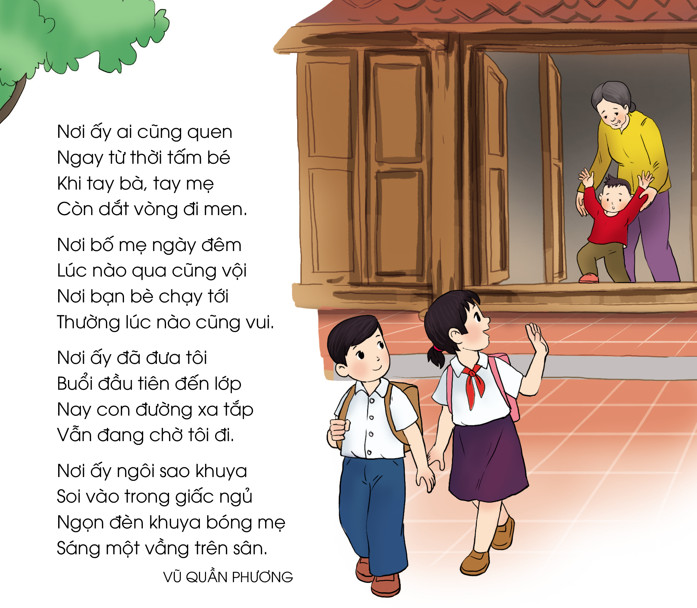 Nơi ấy ai cũng quen
Ngay từ thời tấm bé
Khi tay bà, tay mẹ
Còn dắt vòng đi men.
Nơi bố mẹ ngày đêm
Lúc nào qua cũng vội
Nơi bạn bè chạy tới
Thường lúc nào cũng vui.
Nơi ấy đã đưa tôi
Buổi đầu tiên đến lớp
Nay con đường xa tắp
Vẫn đang chờ tôi đi.
Nơi ấy ngôi sao khuya
Soi vào trong giấc ngủ
Ngọn đèn khuya bóng mẹ
Sáng một vầng trên sân.
VŨ QUẦN PHƯƠNG